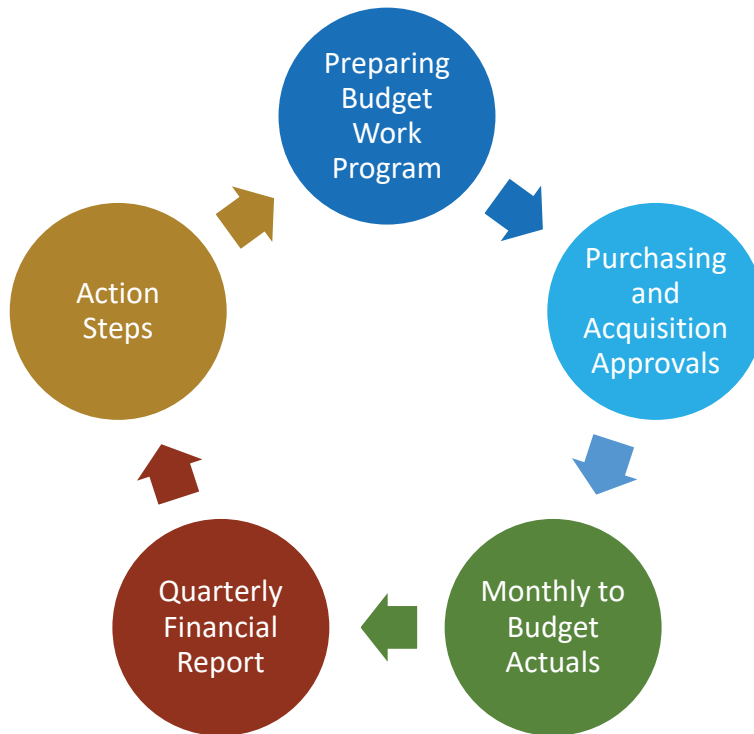 Preparing
Budget
Work
Program
Purchasing
and
Acquisition
Approvals
Monthly to
Budget
Actuals
Quarterly
Financial
Report
Action
Steps